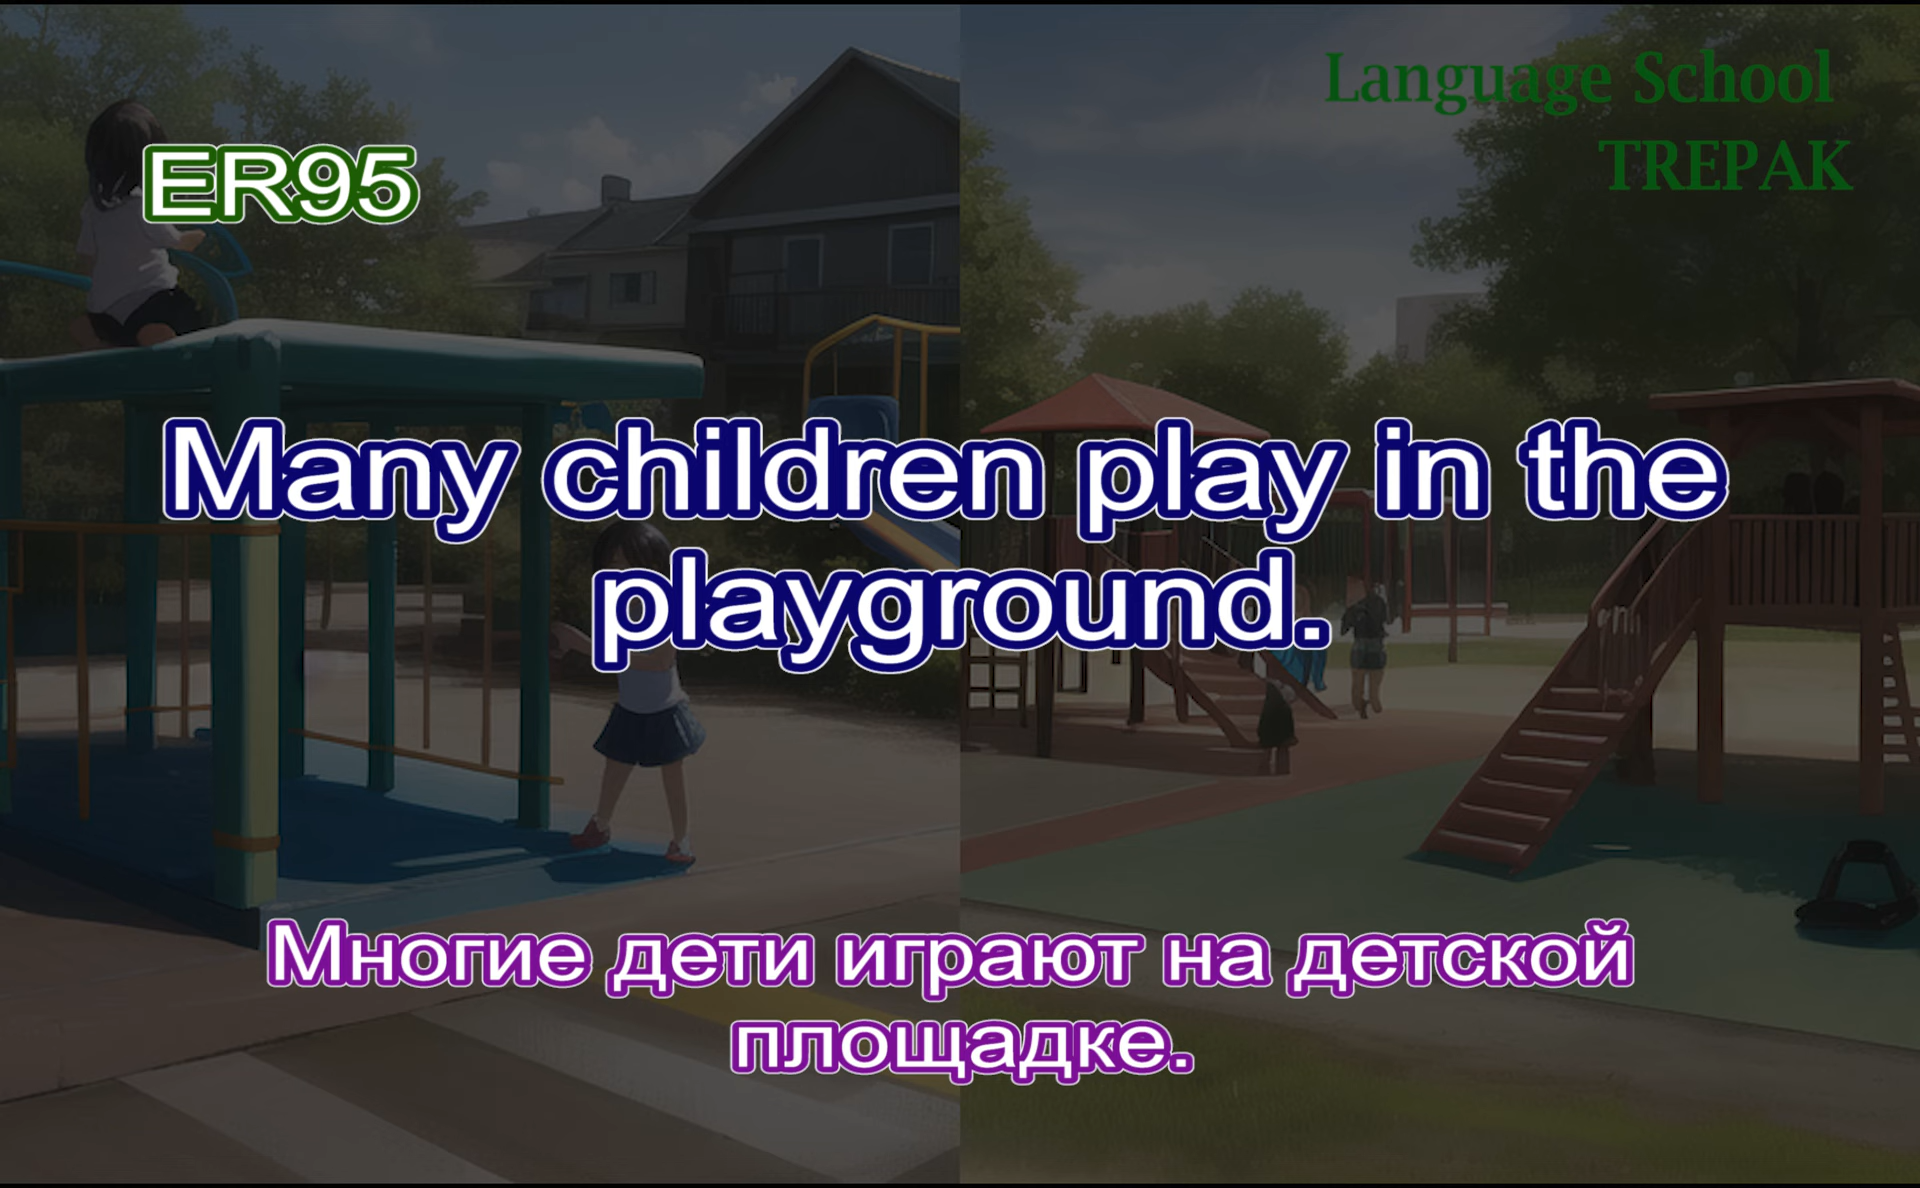 Language School
TREPAK
ER95
Many children play in the
playground.
Многие дети играют на детской
площадке.